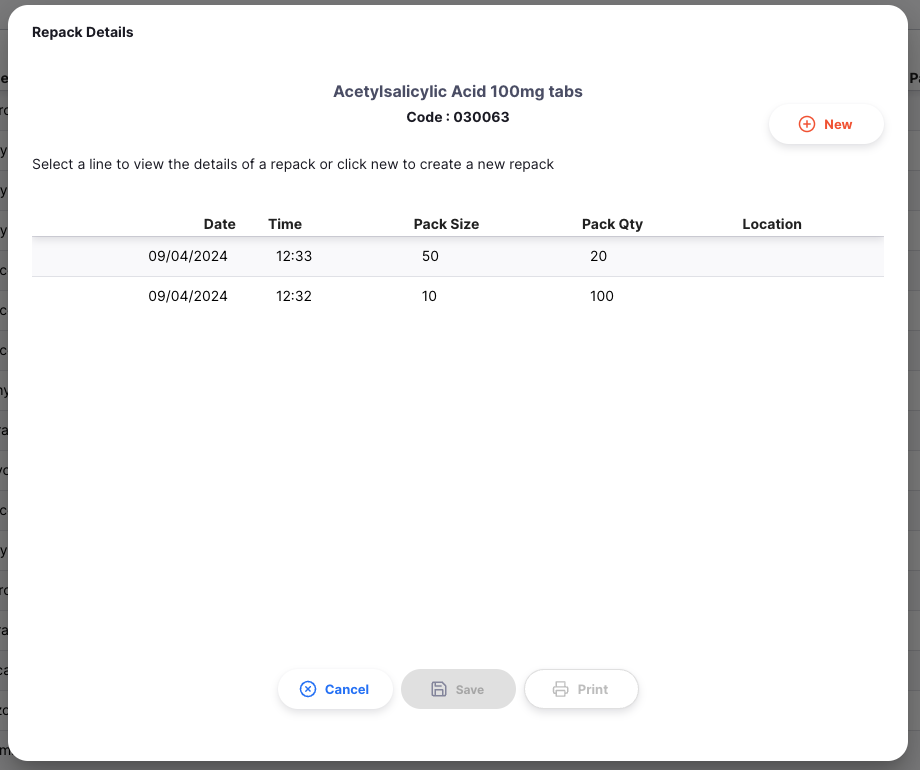 Repack Details
Acetylsalicylic Acid 100mg tabs
Code : 030063
New
Select a line to view the details of a repack or click new to create a new repack
Date Time Pack Size Pack Qty Location
09/04/2024 12:33 50 20
09/04/2024 12:32 10 100
Cancel Save Print